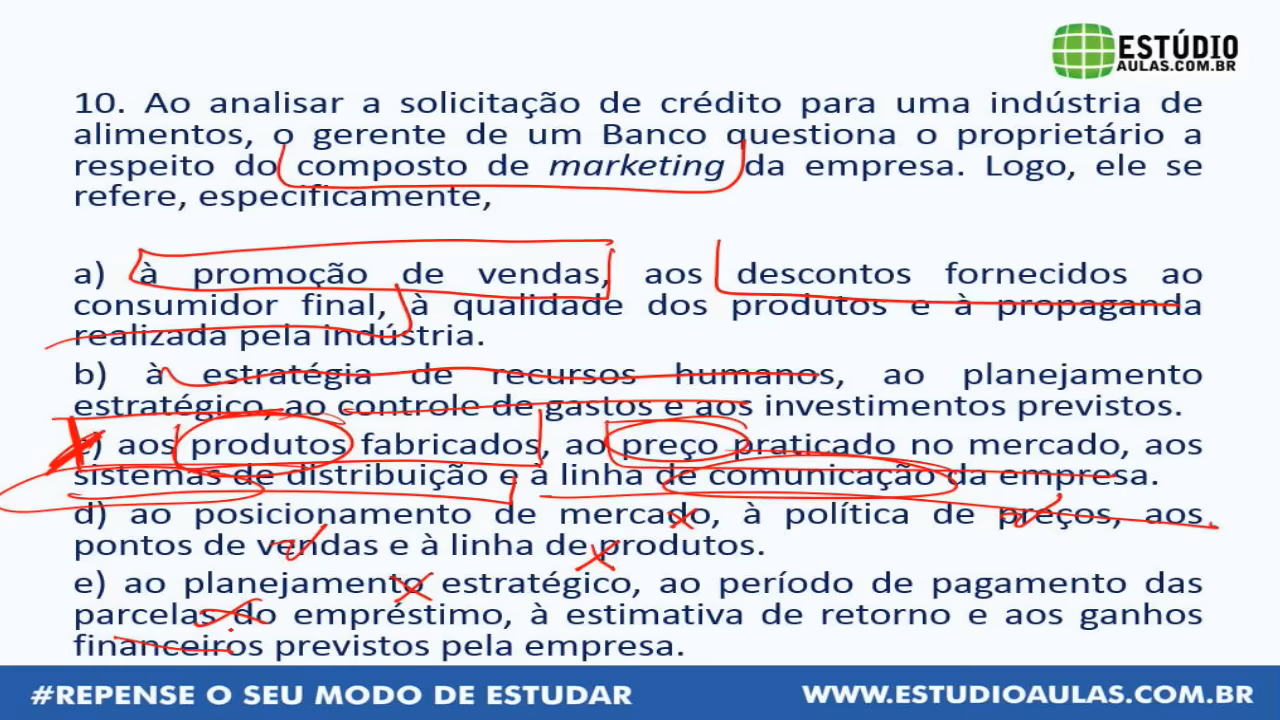 ESTÚDIO
AULAS.COM.BR
10. Ao analisar a solicitação de crédito para uma indústria de
alimentos, o gerente de um Banco questiona o proprietário a
respeito do composto de marketing da empresa. Logo, ele se
refere, especificamente,
a) à promoção de vendas, aos descontos fornecidos ao
consumidor final, à qualidade dos produtos e à propaganda
realizada pela indústria.
b) à estratégia de recursos humanos, ao planejamento
estratégico, ao controle de gastos e aos investimentos previstos.
c) aos produtos fabricados, ao preço praticado no mercado, aos
sistemas de distribuição e à linha de comunicação da empresa.
d) ao posicionamento de mercado, à política de preços, aos
pontos de vendas e à linha de produtos.
e) ao planejamento estratégico, ao período de pagamento das
parcelas do empréstimo, à estimativa de retorno e aos ganhos
financeiros previstos pela empresa.
#REPENSE O SEU MODO DE ESTUDAR
WWW.ESTUDIOAULAS.COM.BR